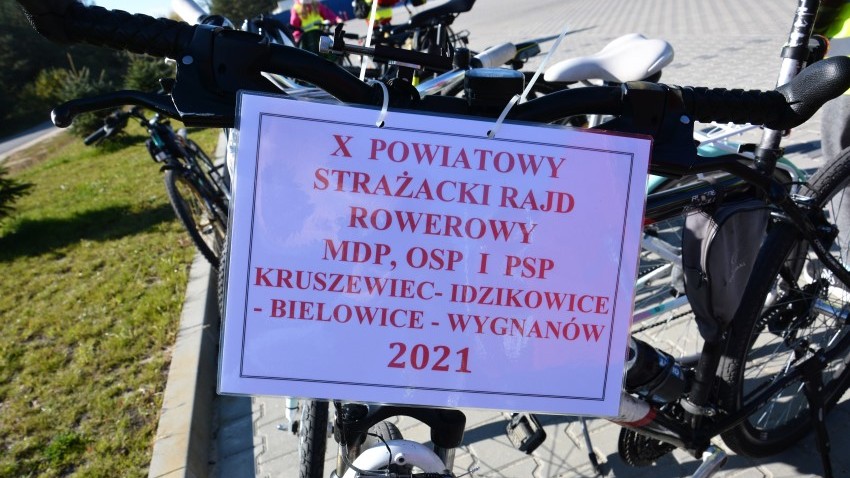 X POWIATOWY
STRAŻACKI RAJD
ROWEROWY
MDP, OSP I PSP
KRUSZEWIEC- IDZIKOWICE
- BIELOWICE - WYGNANÓW
2021